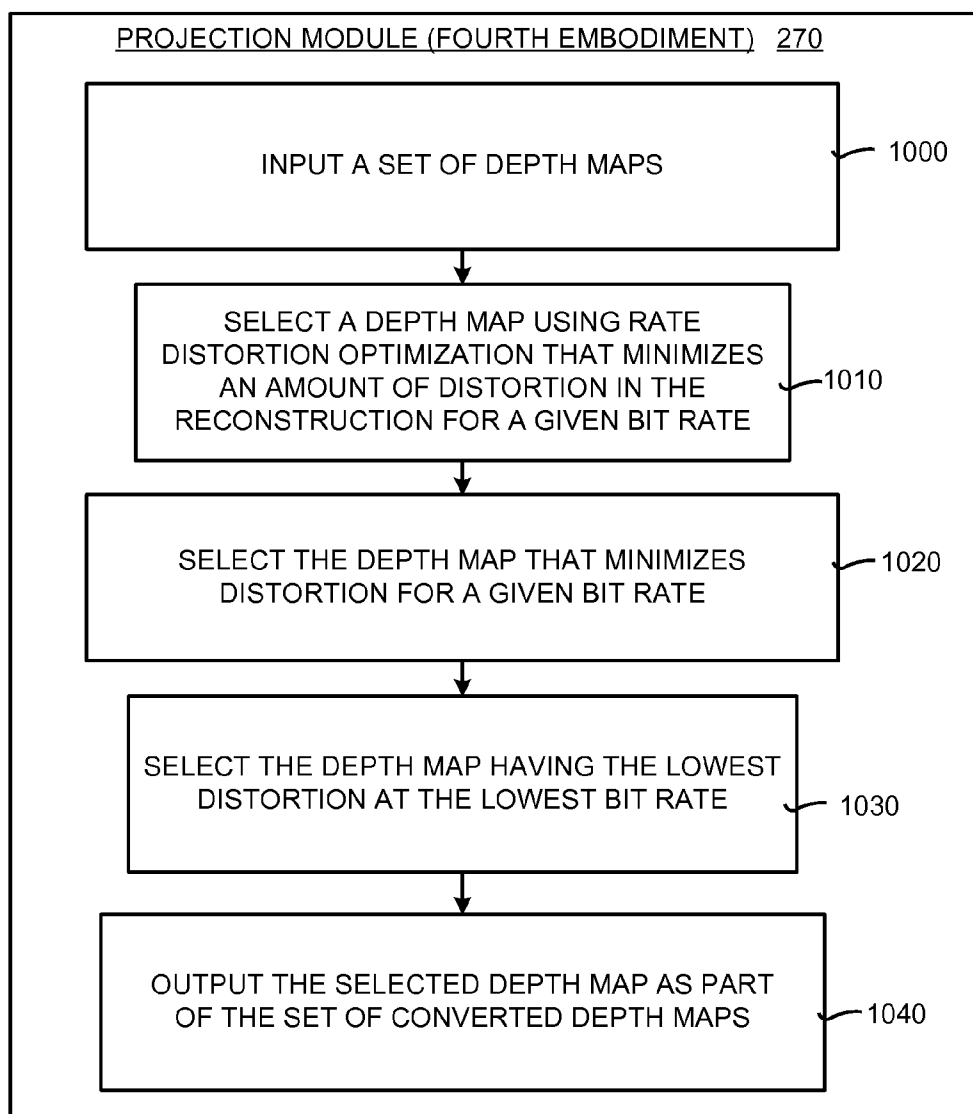 PROJECTION MODULE (FOURTH EMBODIMENT) 270
INPUT A SET OF DEPTH MAPS
1000
SELECT A DEPTH MAP USING RATE
DISTORTION OPTIMIZATION THAT MINIMIZES
AN AMOUNT OF DISTORTION IN THE
RECONSTRUCTION FOR A GIVEN BIT RATE
1010
SELECT THE DEPTH MAP THAT MINIMIZES
DISTORTION FOR A GIVEN BIT RATE
1020
SELECT THE DEPTH MAP HAVING THE LOWEST
DISTORTION AT THE LOWEST BIT RATE
1030
OUTPUT THE SELECTED DEPTH MAP AS PART
OF THE SET OF CONVERTED DEPTH MAPS
1040